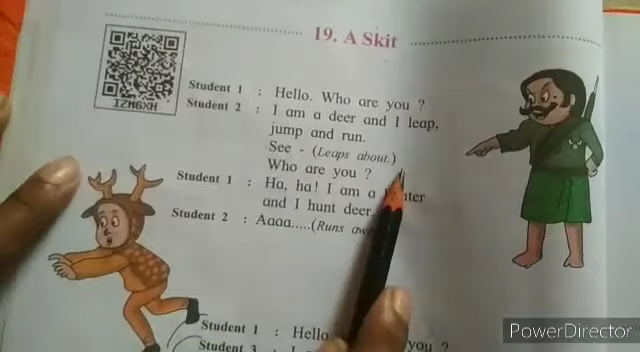 19. A Skit
IZM6XH
Student 1 : Hello. Who are you ?
Student 2 : I am a deer and I leap,
jump and run.
See - (Leaps about.)
Who are you ?
Student 1 : Ha, ha! I am a
and I hunt deer.
Student 2 : Aaaa.....(Runs
Student 1 : Hello
you ?
Student 3 :
PowerDirector